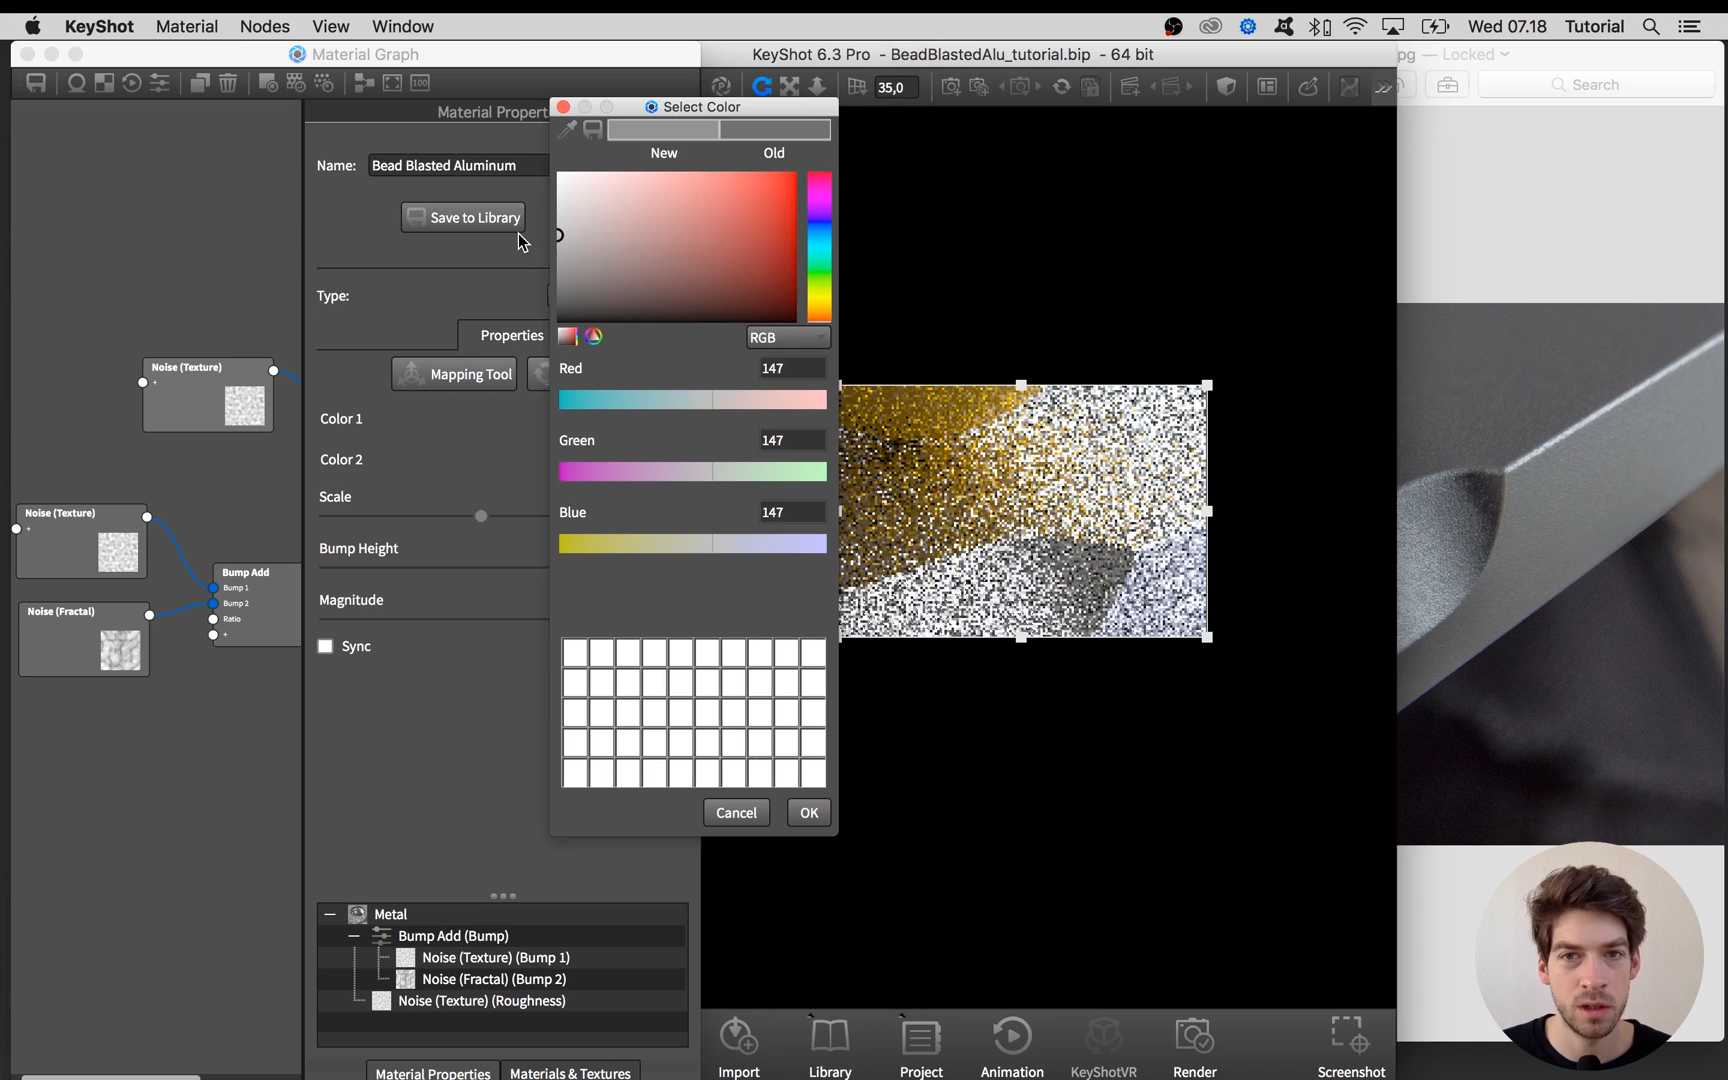 KeyShot Material Nodes View Window
Wed 07.18 Tutorial
Material Graph
KeyShot 6.3 Pro - BeadBlastedAlu_tutorial.bip - 64 bit
pg — Locked
100
35,0
Search
Material Propert
Select Color
New Old
Name: Bead Blasted Aluminum
Save to Library
Type:
Properties
RGB
Mapping Tool
Red 147
Color 1
Green 147
Color 2
Scale
Blue 147
Bump Height
Magnitude
Sync
Noise (Texture)
+
Noise (Texture)
+
Bump Add
Bump 1
Bump 2
Ratio
+
Noise (Fractal)
Cancel OK
Metal
Bump Add (Bump)
Noise (Texture) (Bump 1)
Noise (Fractal) (Bump 2)
Noise (Texture) (Roughness)
Material Properties Materials & Textures
Import Library Project Animation KeyShotVR Render Screenshot